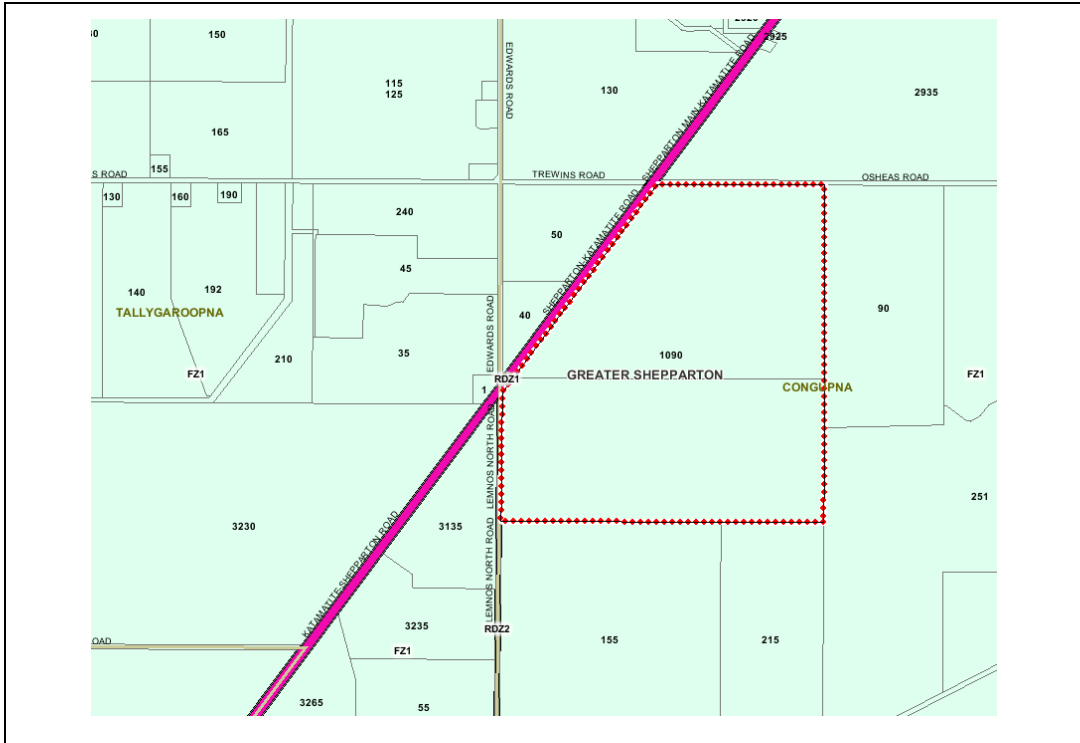 150
2925
EDWARDS ROAD
115
125
130
2935
165
155
S ROAD
TREWINS ROAD
OSHEAS ROAD
SHEPPARTON MAIN KATAMATITE ROAD
130
160
190
240
50
SHEPPARTON-KATAMATITE ROAD
45
140
192
TALLYGAROOPNA
EDWARDS ROAD
40
90
210
35
1090
FZ1
RDZ1
GREATER SHEPPARTON
CONGUPNA
FZ1
1
LEMNOS NORTH ROAD
251
3230
3135
KATAMATITE-SHEPPARTON ROAD
LEMNOS NORTH ROAD
3235
RDZ2
OAD
155
215
FZ1
3265
55